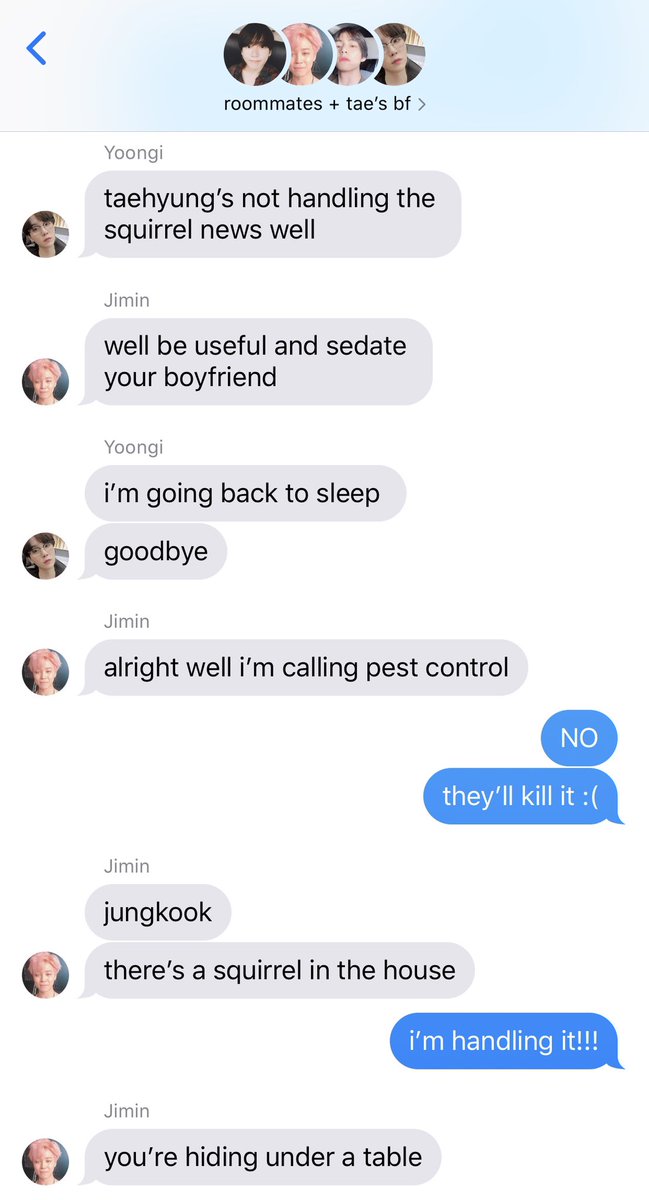 roommates + tae’s bf >
Yoongi
taehyung’s not handling the
squirrel news well
Jimin
well be useful and sedate
your boyfriend
Yoongi
i’m going back to sleep
goodbye
Jimin
alright well i’m calling pest control
NO
they’ll kill it :(
Jimin
jungkook
there’s a squirrel in the house
i’m handling it!!!
Jimin
you’re hiding under a table